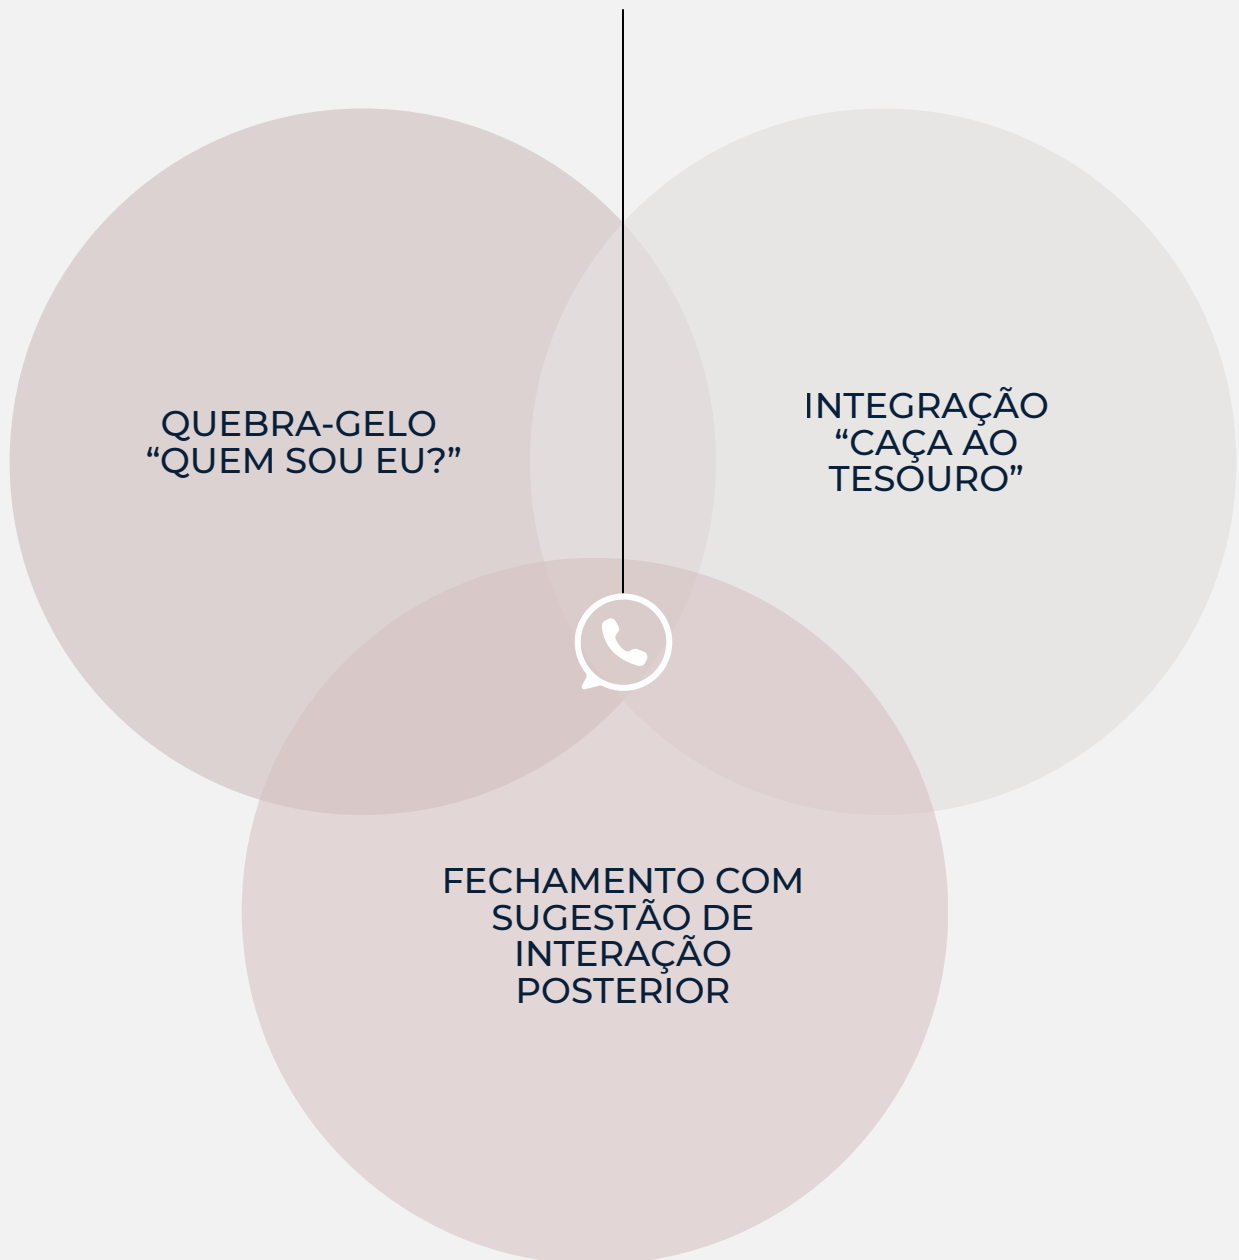 QUEBRA-GELO
“QUEM SOU EU?”
INTEGRAÇÃO
“CAÇA AO
TESOURO”
FECHAMENTO COM
SUGESTÃO DE
INTERAÇÃO
POSTERIOR